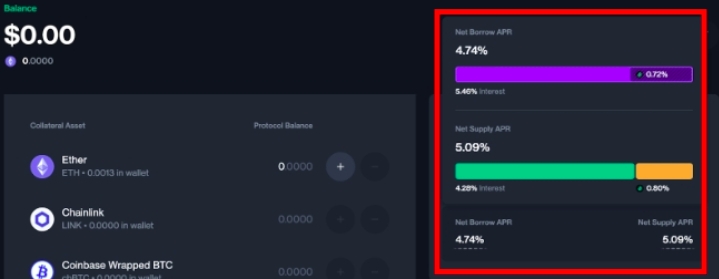 Balance
$0.00
0.0000
Collateral Asset Protocol Balance
Ether
ETH • 0.0013 in wallet
0.0000
+
−
Chainlink
LINK • 0.0000 in wallet
0.0000
+
−
Coinbase Wrapped BTC
cbBTC • 0.0000 in wallet
0.0000
Net Borrow APR
4.74%
0.72%
5.46% Interest
Net Supply APR
5.09%
4.28% Interest
0.80%
Net Borrow APR Net Supply APR
4.74% 5.09%